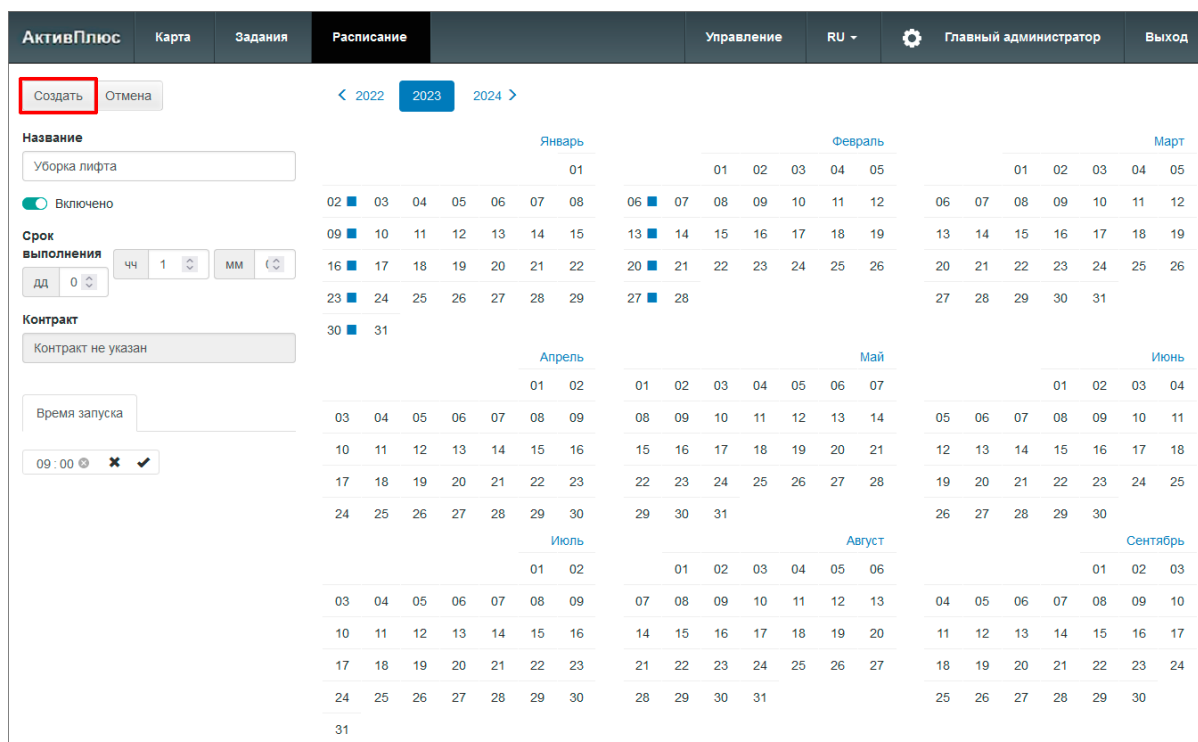 АктивПлюс Карта Задания Расписание Управление RU Главный администратор Выход
Создать Отмена 2022 2023 2024
Название
Уборка лифта
Включено
Срок
выполнения
чч 1 мм
дд 0
Контракт
Контракт не указан
Время запуска
09 : 00
Январь Февраль Март
01 01 02 03 04 05 01 02 03 04 05
02 03 04 05 06 07 08 06 07 08 09 10 11 12 06 07 08 09 10 11 12
09 10 11 12 13 14 15 13 14 15 16 17 18 19 13 14 15 16 17 18 19
16 17 18 19 20 21 22 20 21 22 23 24 25 26 20 21 22 23 24 25 26
23 24 25 26 27 28 29 27 28 27 28 29 30 31
30 31
Апрель Май Июнь
01 02 01 02 03 04 05 06 07 01 02 03 04
03 04 05 06 07 08 09 08 09 10 11 12 13 14 05 06 07 08 09 10 11
10 11 12 13 14 15 16 15 16 17 18 19 20 21 12 13 14 15 16 17 18
17 18 19 20 21 22 23 22 23 24 25 26 27 28 19 20 21 22 23 24 25
24 25 26 27 28 29 30 29 30 31 26 27 28 29 30
Июль Август Сентябрь
01 02 01 02 03 04 05 06 01 02 03
03 04 05 06 07 08 09 07 08 09 10 11 12 13 04 05 06 07 08 09 10
10 11 12 13 14 15 16 14 15 16 17 18 19 20 11 12 13 14 15 16 17
17 18 19 20 21 22 23 21 22 23 24 25 26 27 18 19 20 21 22 23 24
24 25 26 27 28 29 30 28 29 30 31 25 26 27 28 29 30
31